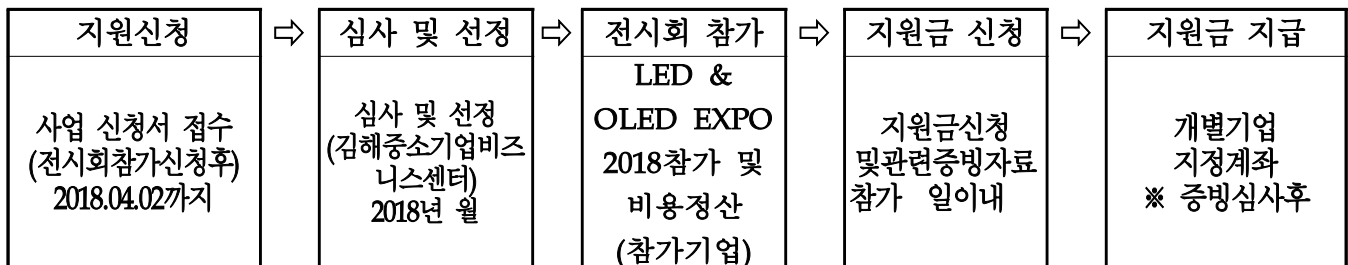 지원신청
사업 신청서 접수
(전시회참가신청후)
2018.04.02까지
⇨
심사 및 선정
심사 및 선정
(김해중소기업비즈
니스센터)
2018년 월
⇨
전시회 참가
LED &
OLED EXPO
2018참가 및
비용정산
(참가기업)
⇨
지원금 신청
지원금신청
및관련증빙자료
참가 일이내
⇨
지원금 지급
개별기업
지정계좌
※ 증빙심사후